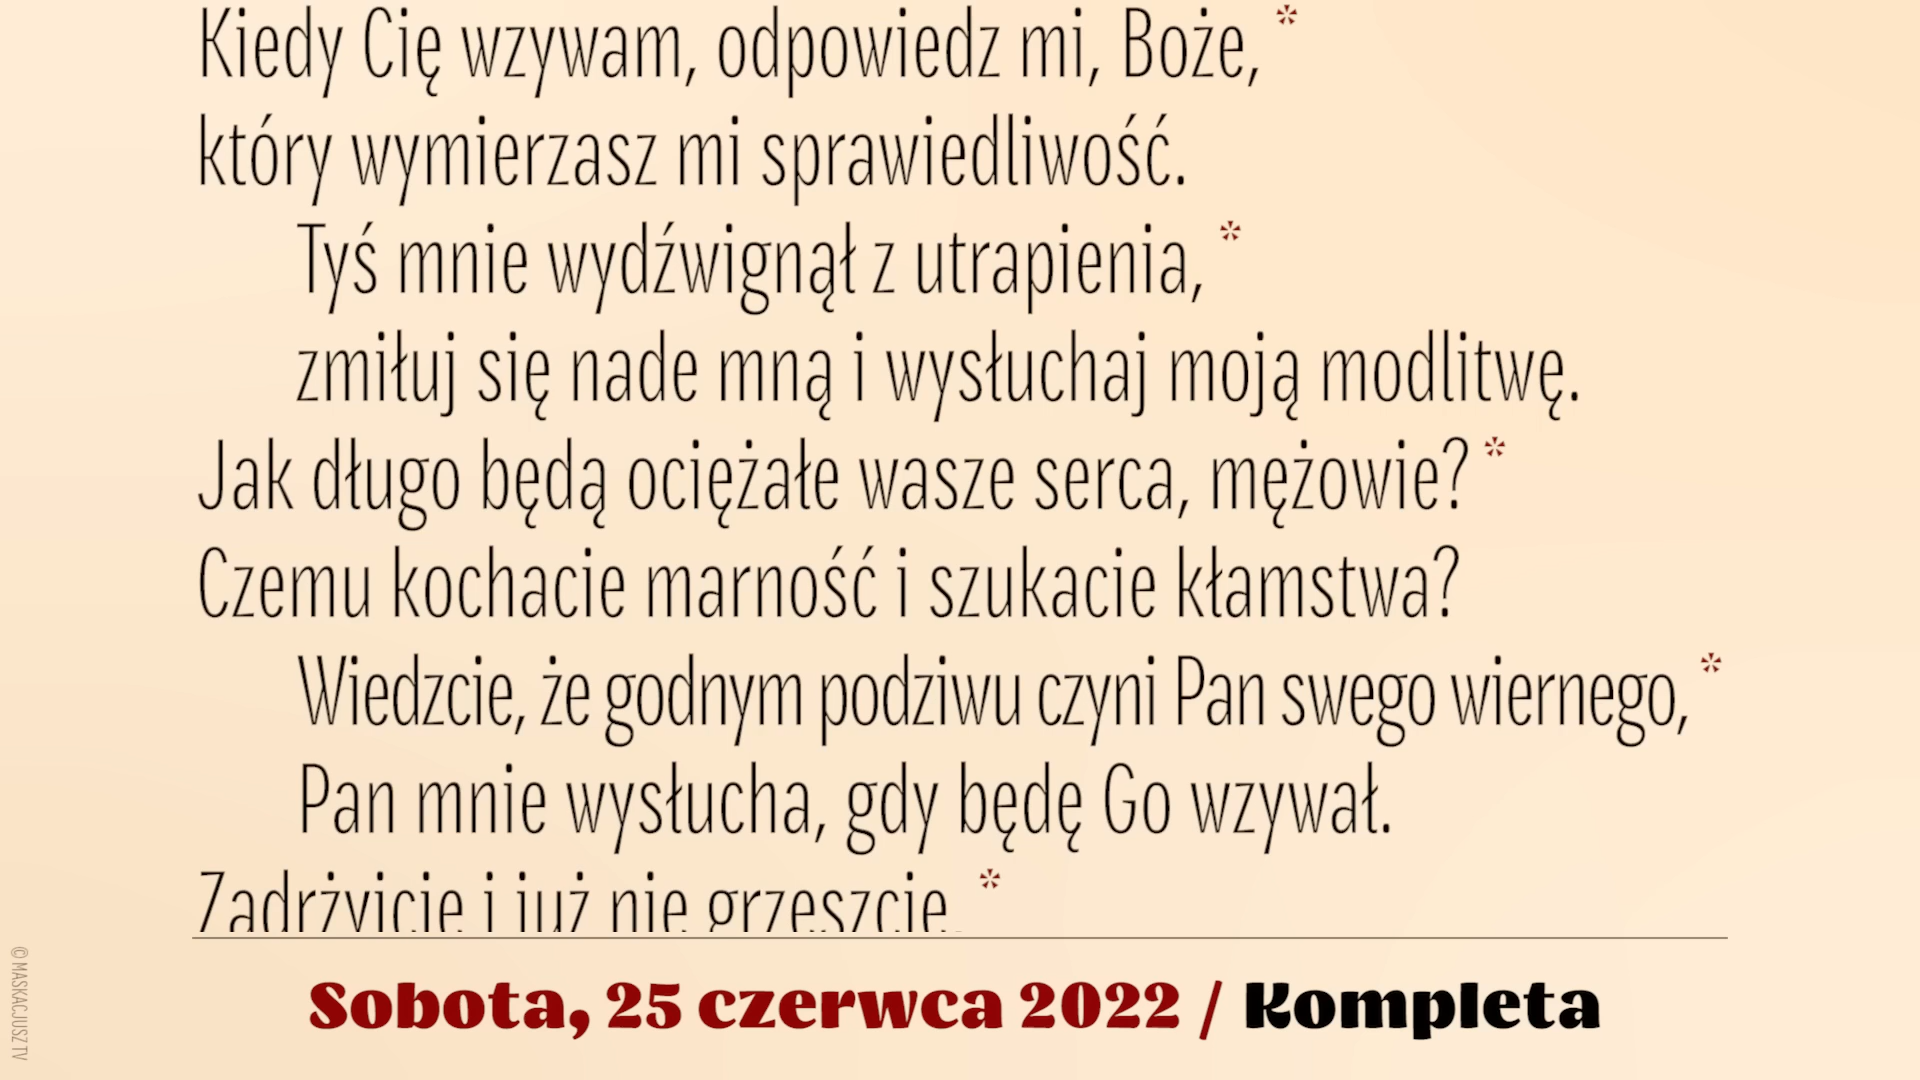 Kiedy Cię wzywam, odpowiedz mi, Boże, *
który wymierzasz mi sprawiedliwość.
Tyś mnie wydźwignął z utrapienia, *
zmiłuj się nade mną i wysłuchaj moją modlitwę.
Jak długo będą ociężałe wasze serca, mężowie? *
Czemu kochacie marność i szukacie kłamstwa?
Wiedzcie, że godnym podziwu czyni Pan swego wiernego, *
Pan mnie wysłucha, gdy będę Go wzywał.
Zadrżyjcie i już nie grzeszcie, *
Sobota, 25 czerwca 2022 / Kompleta
© MASKACJUSZ TV